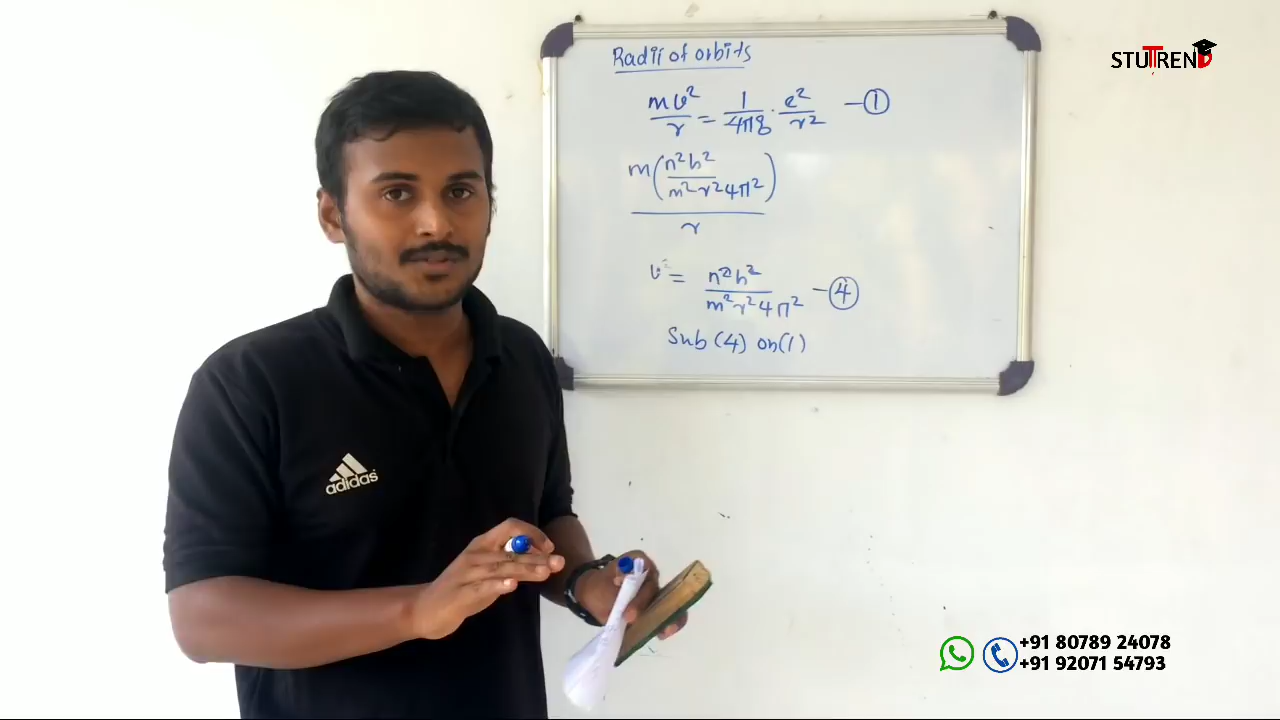 Radii of orbits
mv²/r = 1/4πε . e²/r² —①
m(n²h²/m²r²4π²)/r
v² = n²h²/m²r²4π² —④
Sub (4) on (1)
adidas
STUTREND
+91 80789 24078
+91 92071 54793